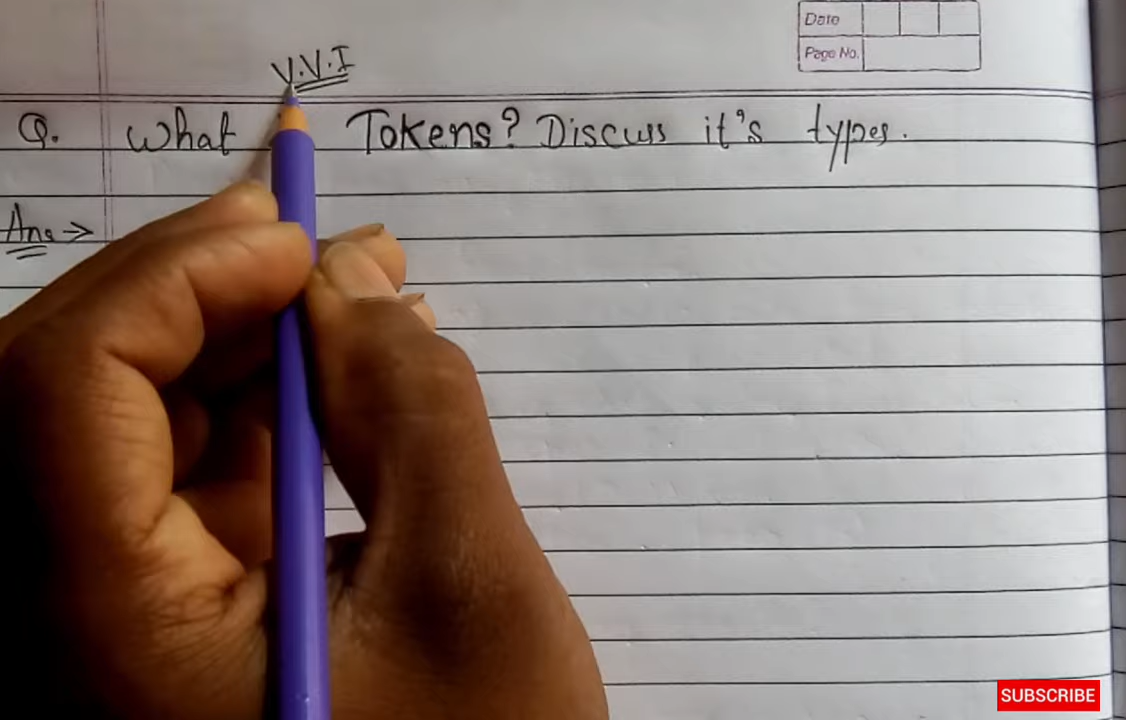 Date
Page No.
V.V.I
Q. What Tokens? Discuss it's types.
Ans →
SUBSCRIBE